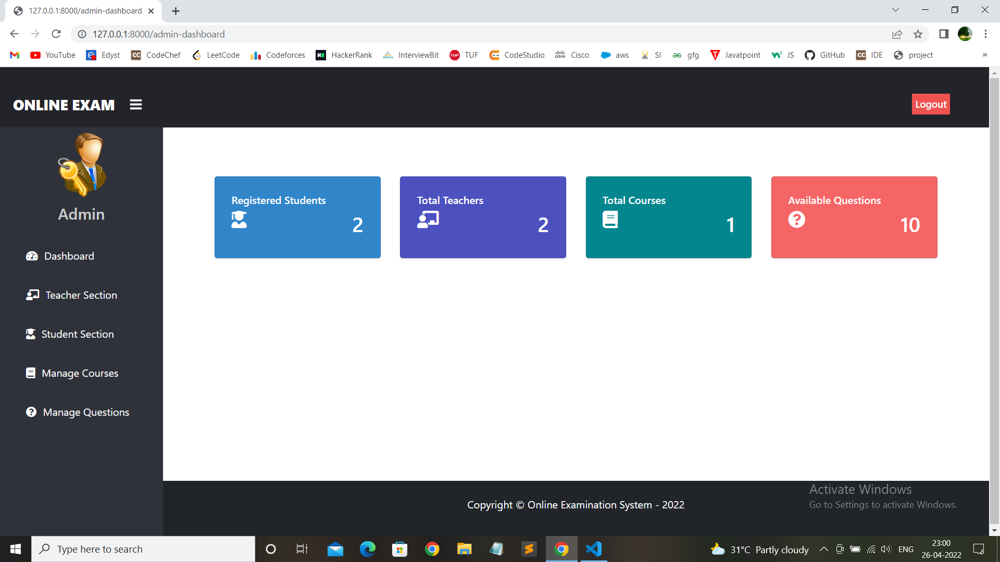 127.0.0.1:8000/admin-dashboard
127.0.0.1:8000/admin-dashboard
YouTube Edyst CodeChef LeetCode Codeforces HackerRank InterviewBit TUF CodeStudio Cisco aws SI gfg Javatpoint JS GitHub IDE project »
ONLINE EXAM
Logout
Admin
Dashboard
Teacher Section
Student Section
Manage Courses
Manage Questions
Registered Students
2
Total Teachers
2
Total Courses
1
Available Questions
10
Copyright © Online Examination System - 2022
Activate Windows
Go to Settings to activate Windows.
Type here to search
31°C Partly cloudy
ENG
23:00
26-04-2022